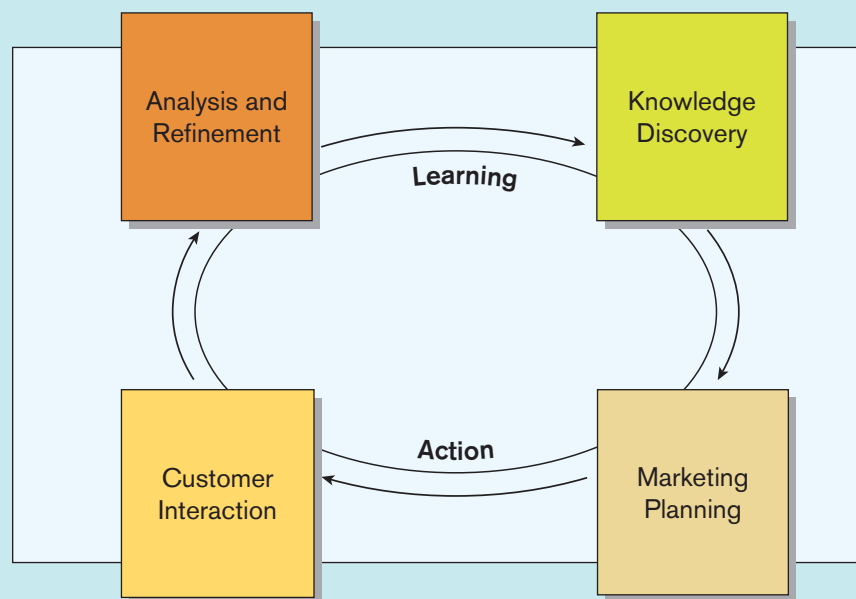 Analysis and
Refinement
Knowledge
Discovery
Learning
Action
Customer
Interaction
Marketing
Planning